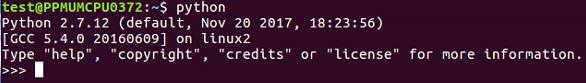 test@PPMUMCPU0372:~$ python
Python 2.7.12 (default, Nov 20 2017, 18:23:56)
[GCC 5.4.0 20160609] on linux2
Type "help", "copyright", "credits" or "license" for more information.
>>>